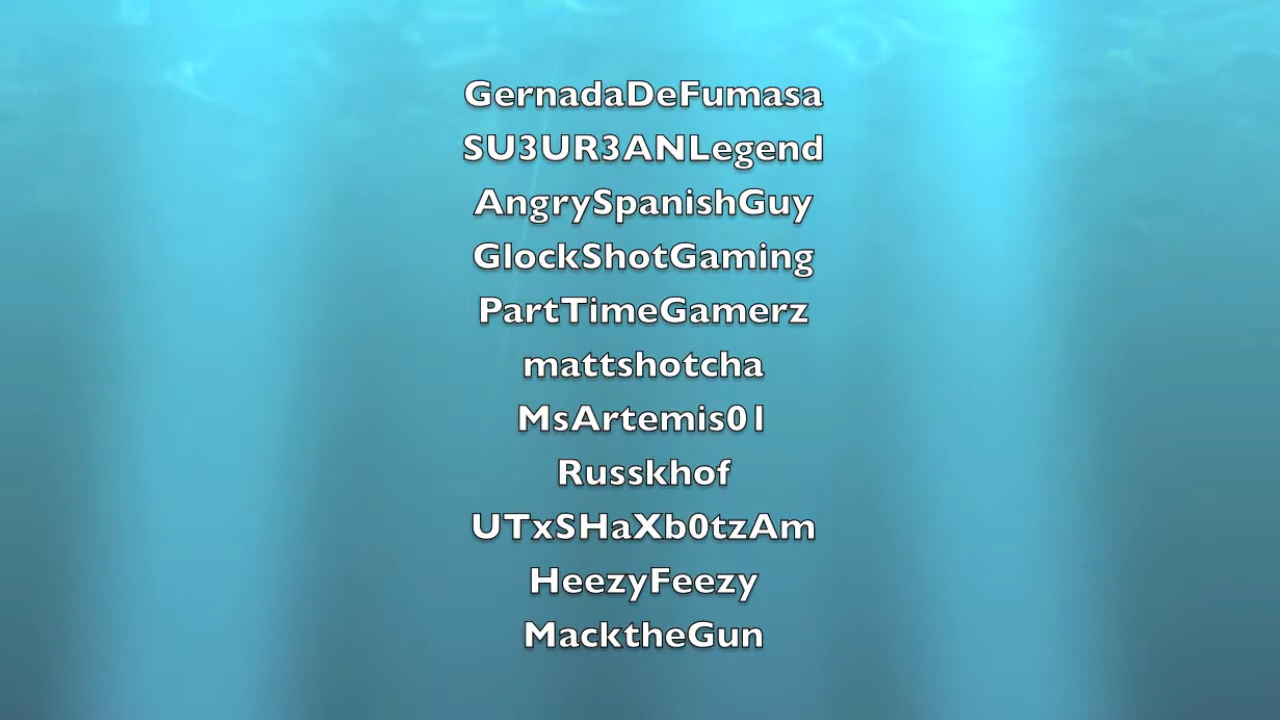 GernadaDeFumasa
SU3UR3ANLegend
AngrySpanishGuy
GlockShotGaming
PartTimeGamerz
mattshotcha
MsArtemis01
Russkhof
UTxSHaXb0tzAm
HeezyFeezy
MacktheGun